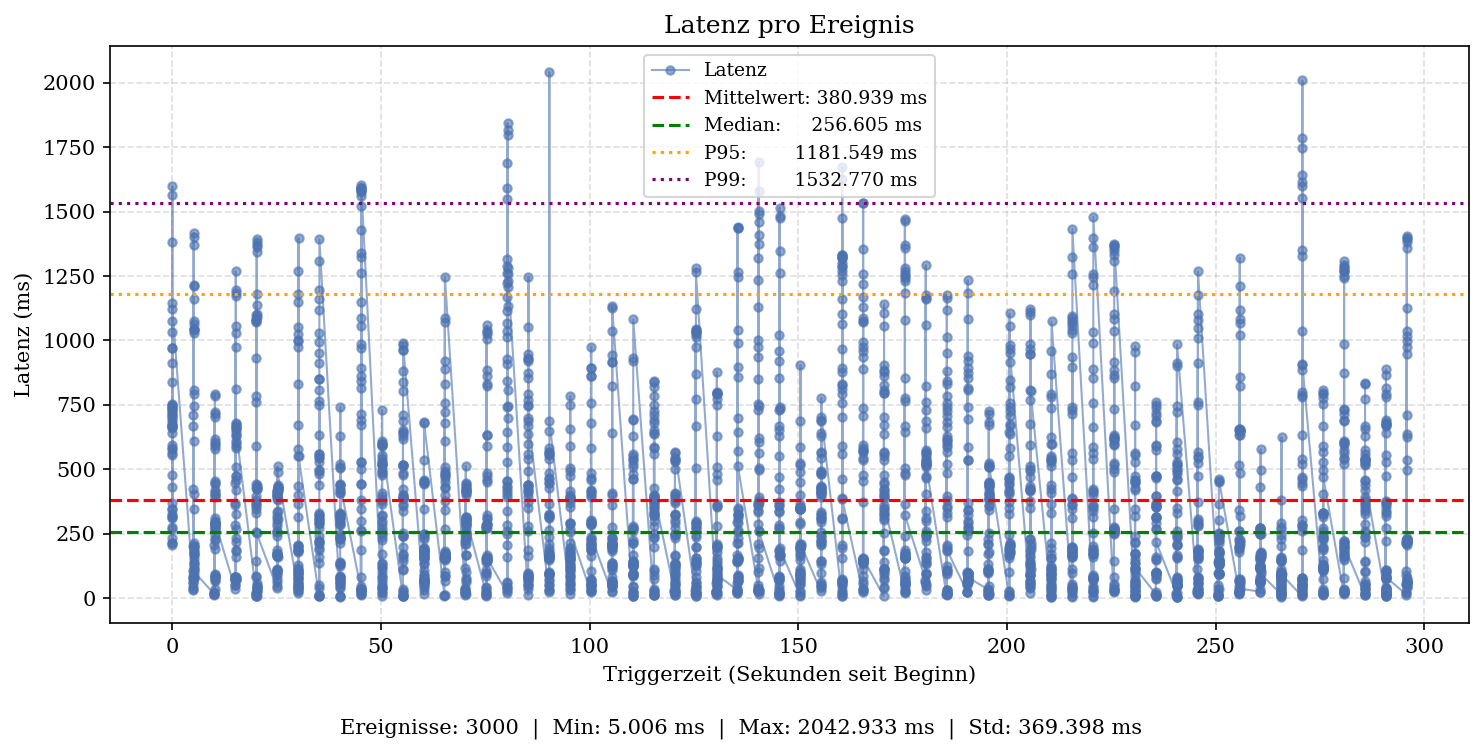 Latenz pro Ereignis
Latenz
Mittelwert: 380.939 ms
Median: 256.605 ms
P95: 1181.549 ms
P99: 1532.770 ms
Latenz (ms)
2000
1750
1500
1250
1000
750
500
250
0
0 50 100 150 200 250 300
Triggerzeit (Sekunden seit Beginn)
Ereignisse: 3000 | Min: 5.006 ms | Max: 2042.933 ms | Std: 369.398 ms